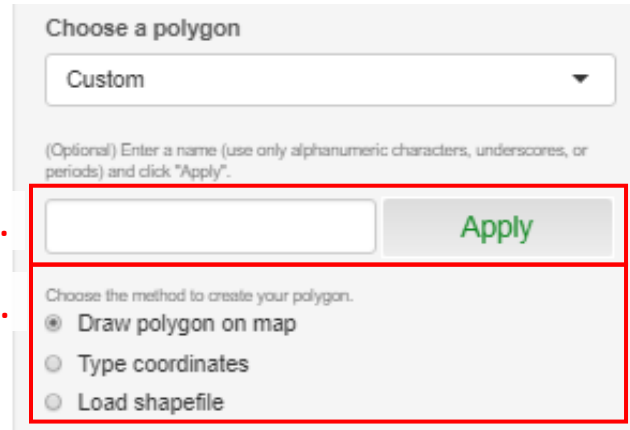 Choose a polygon
Custom
(Optional) Enter a name (use only alphanumeric characters, underscores, or
periods) and click "Apply".
Apply
Choose the method to create your polygon.
Draw polygon on map
Type coordinates
Load shapefile